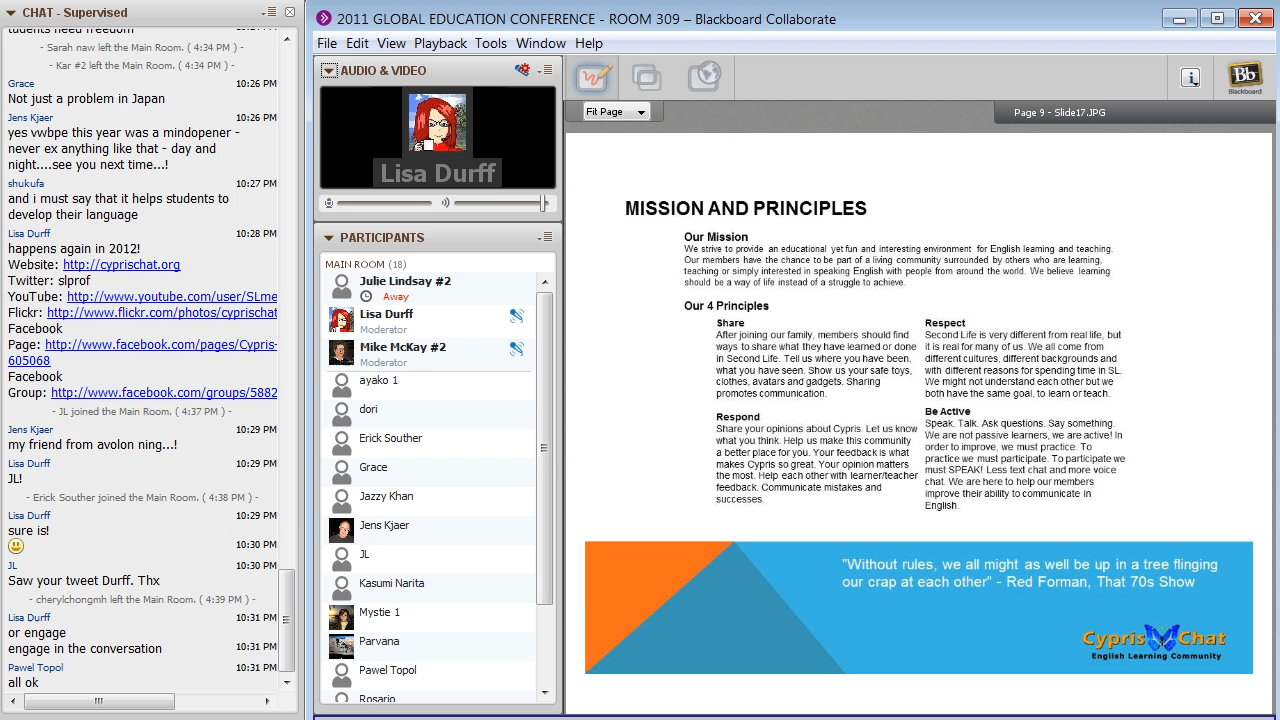 CHAT - Supervised
tudents need freedom
- Sarah naw left the Main Room. ( 4:34 PM ) -
- Kar #2 left the Main Room. ( 4:34 PM ) -
Grace 10:26 PM
Not just a problem in Japan
Jens Kjaer 10:26 PM
yes vwbpe this year was a mindopener -
never ex anything like that - day and
night....see you next time...!
shukufa 10:27 PM
and i must say that it helps students to
develop their language
Lisa Durff 10:28 PM
happens again in 2012!
Website: http://cyprischat.org
Twitter: slprof
YouTube: http://www.youtube.com/user/SLme
Flickr: http://www.flickr.com/photos/cyprischat
Facebook
Page: http://www.facebook.com/pages/Cypris-
605068
Facebook
Group: http://www.facebook.com/groups/5882
- JL joined the Main Room. ( 4:37 PM ) -
Jens Kjaer 10:29 PM
my friend from avolon ning...!
Lisa Durff 10:29 PM
JL!
- Erick Souther joined the Main Room. ( 4:38 PM ) -
Lisa Durff 10:29 PM
sure is!
10:30 PM
JL 10:30 PM
Saw your tweet Durff. Thx
- cherylchongmh left the Main Room. ( 4:39 PM ) -
Lisa Durff 10:31 PM
or engage
engage in the conversation 10:31 PM
Pawel Topol 10:31 PM
all ok
2011 GLOBAL EDUCATION CONFERENCE - ROOM 309 – Blackboard Collaborate
File Edit View Playback Tools Window Help
AUDIO & VIDEO
Lisa Durff
PARTICIPANTS
MAIN ROOM (18)
Julie Lindsay #2
Away
Lisa Durff
Moderator
Mike McKay #2
Moderator
ayako 1
dori
Erick Souther
Grace
Jazzy Khan
Jens Kjaer
JL
Kasumi Narita
Mystie 1
Parvana
Pawel Topol
Rosario
Bb
Blackboard
Fit Page
Page 9 - Slide17.JPG
MISSION AND PRINCIPLES
Our Mission
We strive to provide an educational yet fun and interesting environment for English learning and teaching.
Our members have the chance to be part of a living community surrounded by others who are learning,
teaching or simply interested in speaking English with people from around the world. We believe learning
should be a way of life instead of a struggle to achieve.
Our 4 Principles
Share
After joining our family, members should find
ways to share what they have learned or done
in Second Life. Tell us where you have been,
what you have seen. Show us your safe toys,
clothes, avatars and gadgets. Sharing
promotes communication.
Respond
Share your opinions about Cypris. Let us know
what you think. Help us make this community
a better place for you. Your feedback is what
makes Cypris so great. Your opinion matters
the most. Help each other with learner/teacher
feedback. Communicate mistakes and
successes.
Respect
Second Life is very different from real life, but
it is real for many of us. We all come from
different cultures, different backgrounds and
with different reasons for spending time in SL.
We might not understand each other but we
both have the same goal, to learn or teach.
Be Active
Speak. Talk. Ask questions. Say something.
We are not passive learners, we are active! In
order to improve, we must practice. To
practice we must participate. To participate we
must SPEAK! Less text chat and more voice
chat. We are here to help our members
improve their ability to communicate in
English.
"Without rules, we all might as well be up in a tree flinging
our crap at each other" - Red Forman, That 70s Show
Cypris Chat
English Learning Community